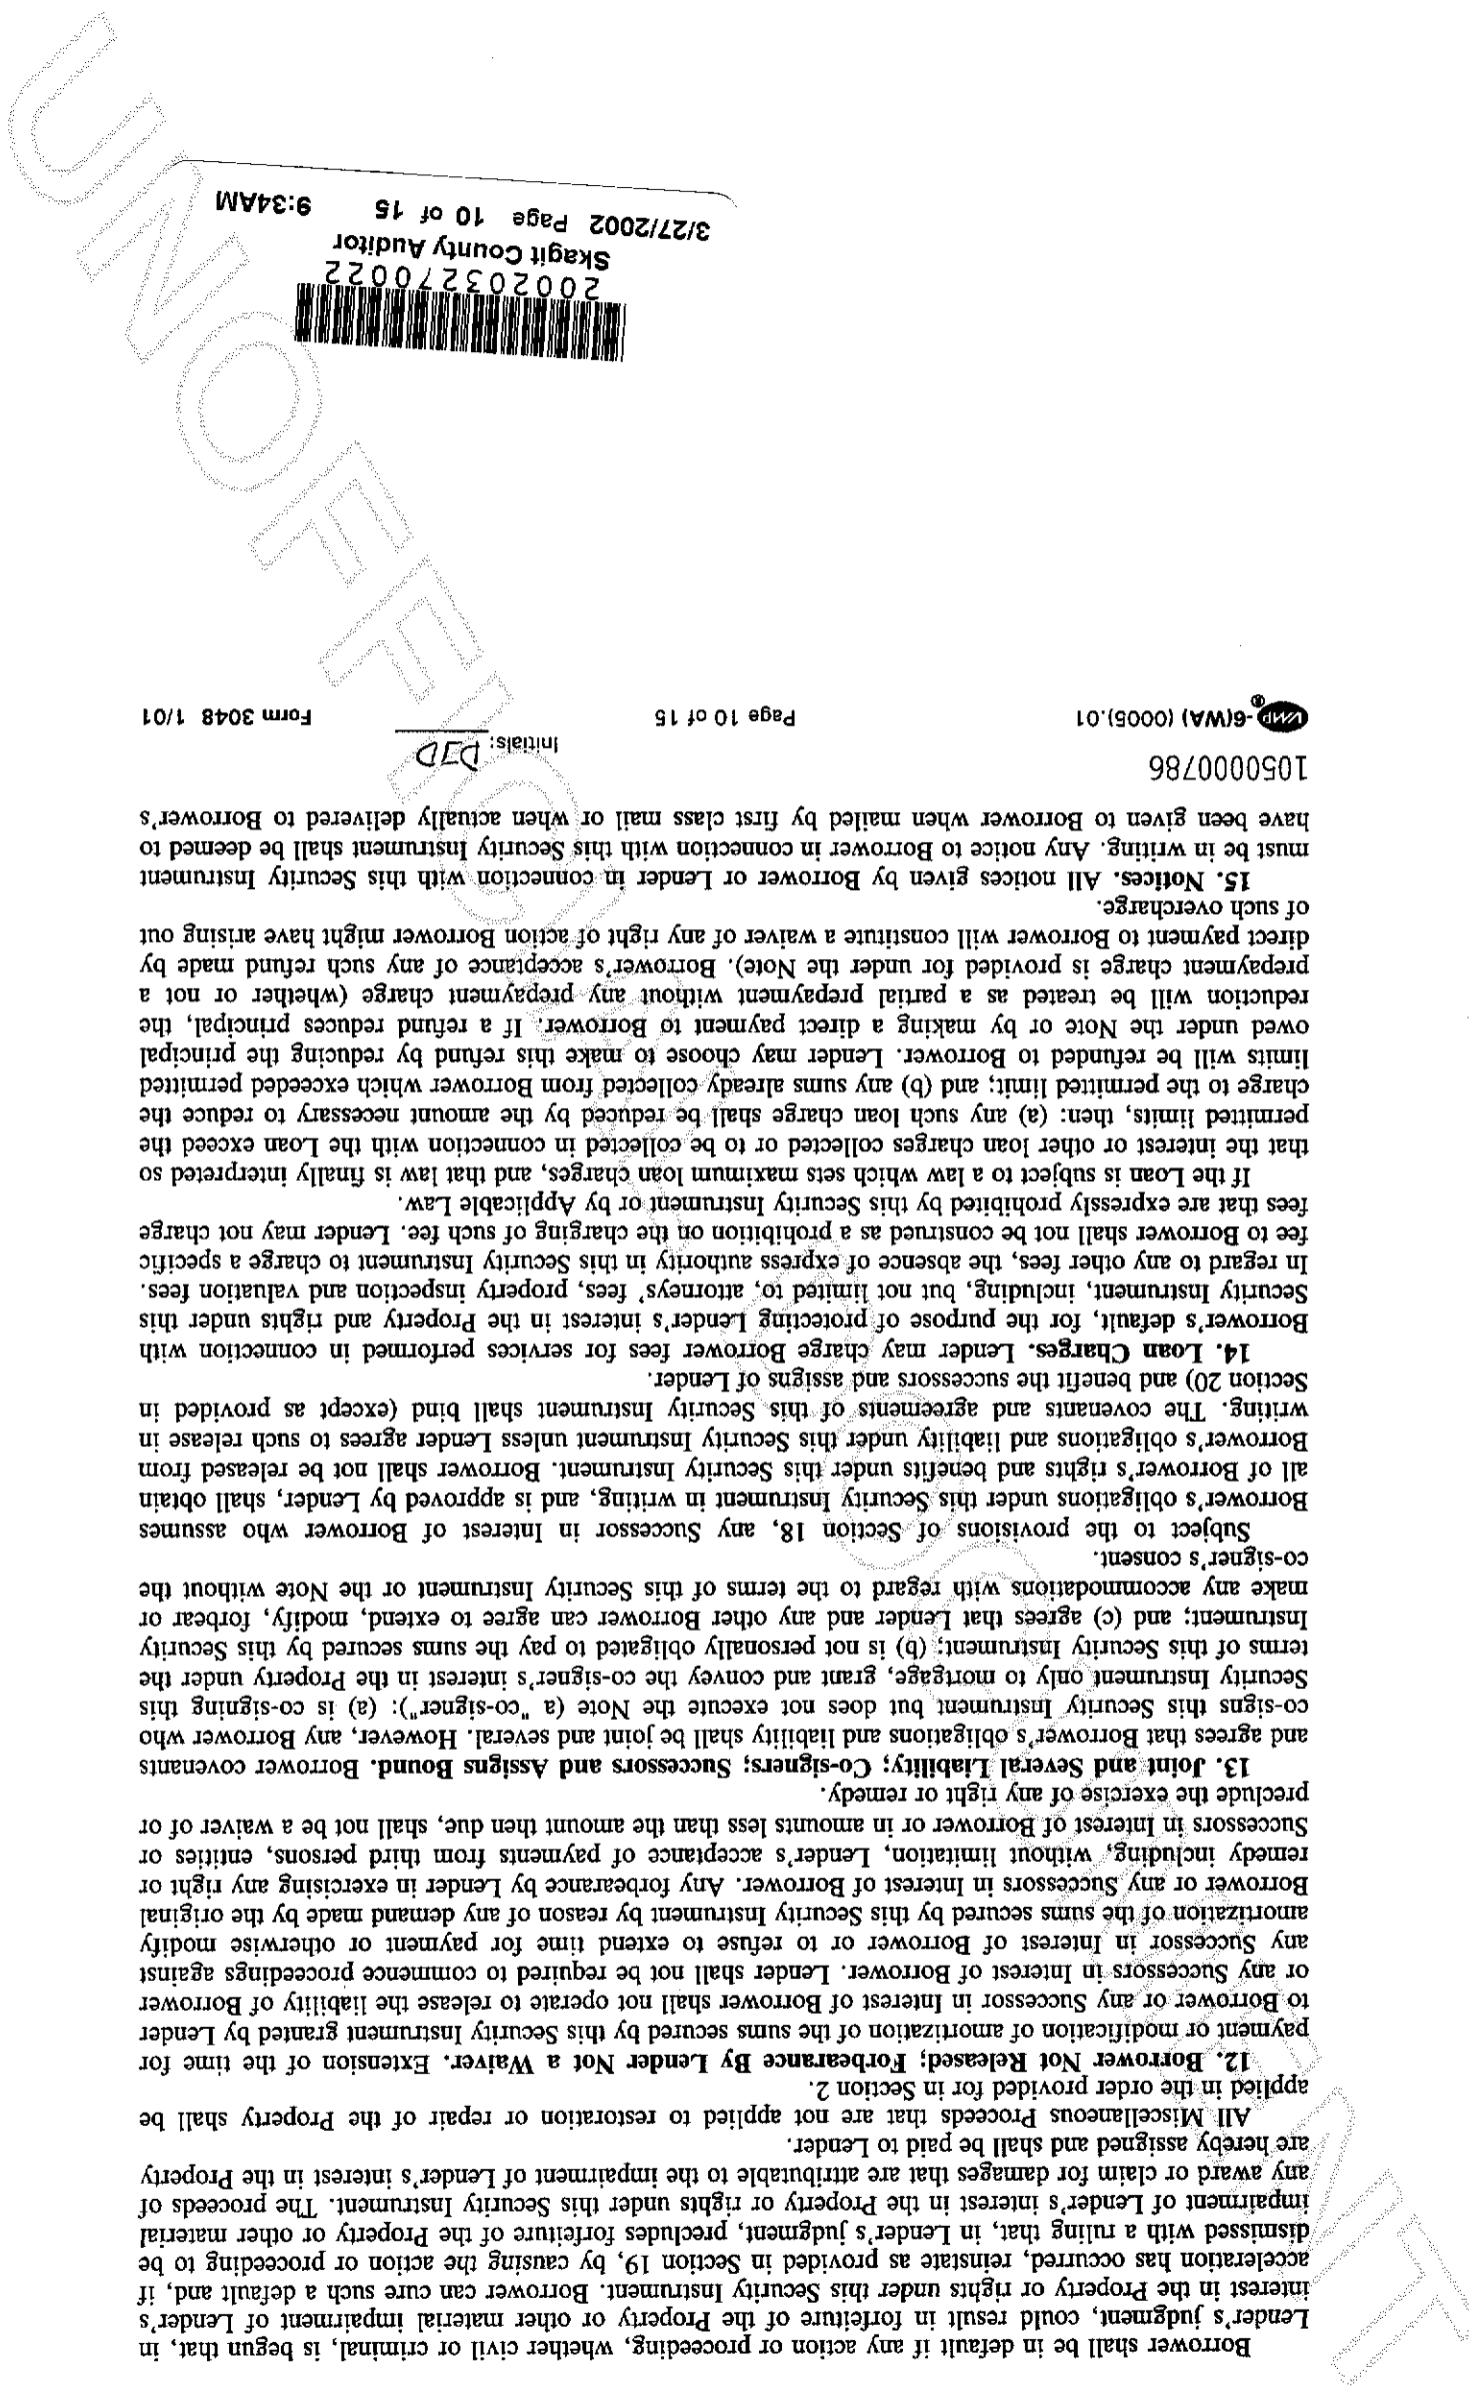 Borrower shall be in default if any action or proceeding, whether civil or criminal, is begun that, in
Lender's judgment, could result in forfeiture of the Property or other material impairment of Lender's
interest in the Property or rights under this Security Instrument. Borrower can cure such a default and, if
acceleration has occurred, reinstate as provided in Section 19, by causing the action or proceeding to be
dismissed with a ruling that, in Lender's judgment, precludes forfeiture of the Property or other material
impairment of Lender's interest in the Property or rights under this Security Instrument. The proceeds of
any award or claim for damages that are attributable to the impairment of Lender's interest in the Property
are hereby assigned and shall be paid to Lender.
All Miscellaneous Proceeds that are not applied to restoration or repair of the Property shall be
applied in the order provided for in Section 2.
12. Borrower Not Released; Forbearance By Lender Not a Waiver. Extension of the time for
payment or modification of amortization of the sums secured by this Security Instrument granted by Lender
to Borrower or any Successor in Interest of Borrower shall not operate to release the liability of Borrower
or any Successors in Interest of Borrower. Lender shall not be required to commence proceedings against
any Successor in Interest of Borrower or to refuse to extend time for payment or otherwise modify
amortization of the sums secured by this Security Instrument by reason of any demand made by the original
Borrower or any Successors in Interest of Borrower. Any forbearance by Lender in exercising any right or
remedy including, without limitation, Lender's acceptance of payments from third persons, entities or
Successors in Interest of Borrower or in amounts less than the amount then due, shall not be a waiver of or
preclude the exercise of any right or remedy.
13. Joint and Several Liability; Co-signers; Successors and Assigns Bound. Borrower covenants
and agrees that Borrower's obligations and liability shall be joint and several. However, any Borrower who
co-signs this Security Instrument but does not execute the Note (a "co-signer"): (a) is co-signing this
Security Instrument only to mortgage, grant and convey the co-signer's interest in the Property under the
terms of this Security Instrument; (b) is not personally obligated to pay the sums secured by this Security
Instrument; and (c) agrees that Lender and any other Borrower can agree to extend, modify, forbear or
make any accommodations with regard to the terms of this Security Instrument or the Note without the
co-signer's consent.
Subject to the provisions of Section 18, any Successor in Interest of Borrower who assumes
Borrower's obligations under this Security Instrument in writing, and is approved by Lender, shall obtain
all of Borrower's rights and benefits under this Security Instrument. Borrower shall not be released from
Borrower's obligations and liability under this Security Instrument unless Lender agrees to such release in
writing. The covenants and agreements of this Security Instrument shall bind (except as provided in
Section 20) and benefit the successors and assigns of Lender.
14. Loan Charges. Lender may charge Borrower fees for services performed in connection with
Borrower's default, for the purpose of protecting Lender's interest in the Property and rights under this
Security Instrument, including, but not limited to, attorneys' fees, property inspection and valuation fees.
In regard to any other fees, the absence of express authority in this Security Instrument to charge a specific
fee to Borrower shall not be construed as a prohibition on the charging of such fee. Lender may not charge
fees that are expressly prohibited by this Security Instrument or by Applicable Law.
If the Loan is subject to a law which sets maximum loan charges, and that law is finally interpreted so
that the interest or other loan charges collected or to be collected in connection with the Loan exceed the
permitted limits, then: (a) any such loan charge shall be reduced by the amount necessary to reduce the
charge to the permitted limit; and (b) any sums already collected from Borrower which exceeded permitted
limits will be refunded to Borrower. Lender may choose to make this refund by reducing the principal
owed under the Note or by making a direct payment to Borrower. If a refund reduces principal, the
reduction will be treated as a partial prepayment without any prepayment charge (whether or not a
prepayment charge is provided for under the Note). Borrower's acceptance of any such refund made by
direct payment to Borrower will constitute a waiver of any right of action Borrower might have arising out
of such overcharge.
15. Notices. All notices given by Borrower or Lender in connection with this Security Instrument
must be in writing. Any notice to Borrower in connection with this Security Instrument shall be deemed to
have been given to Borrower when mailed by first class mail or when actually delivered to Borrower's
105000786
Initials: DJD
VMP®-6(WA) (0005).01 Page 10 of 15 Form 3048 1/01
200203270022
Skagit County Auditor
3/27/2002 Page 10 of 15 9:34AM
UNOFFICIAL DOCUMENT